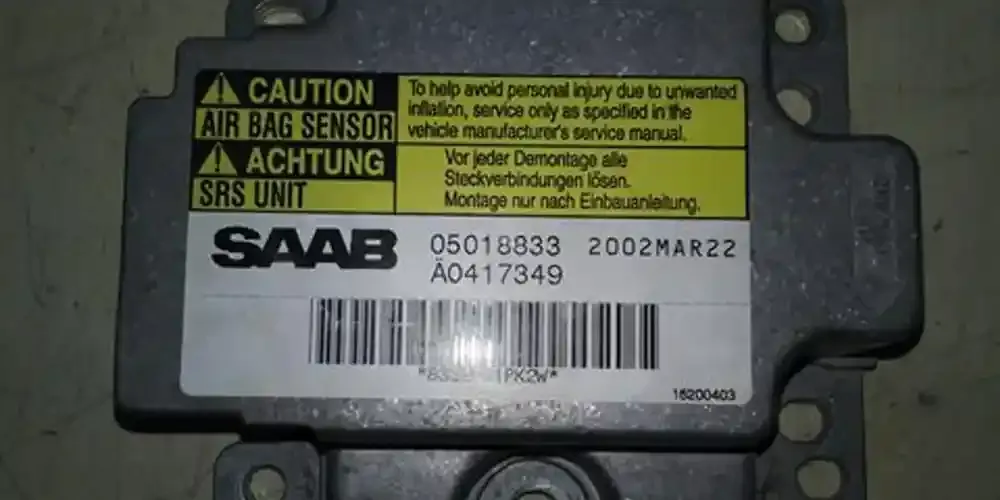 CAUTION
AIR BAG SENSOR
To help avoid personal injury due to unwanted
inflation, service only as specified in the
vehicle manufacturer's service manual.
ACHTUNG
SRS UNIT
Vor jeder Demontage alle
Steckverbindungen lösen.
Montage nur nach Einbauanleitung.
SAAB 05018833 2002MAR22
Ä0417349
16200403